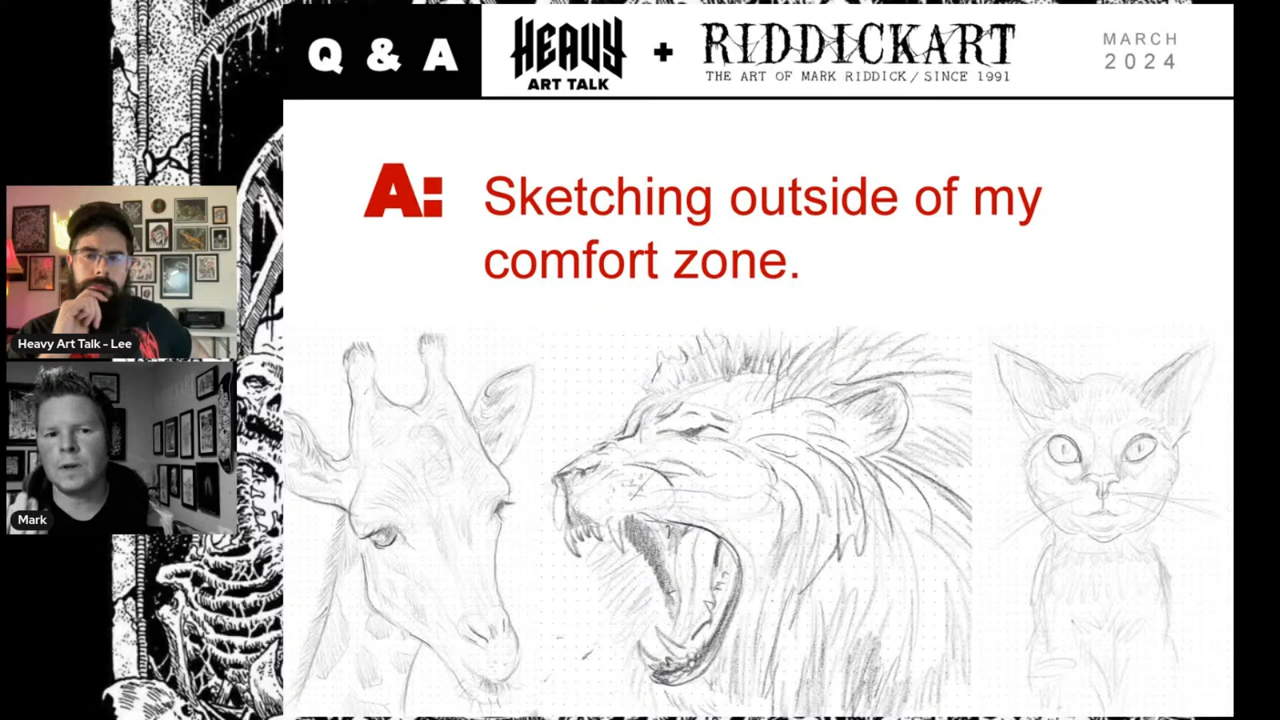 Q & A
HEAVY
ART TALK
+
RIDDICKART
THE ART OF MARK RIDDICK / SINCE 1991
MARCH
2024
A: Sketching outside of my
comfort zone.
Heavy Art Talk - Lee
Mark